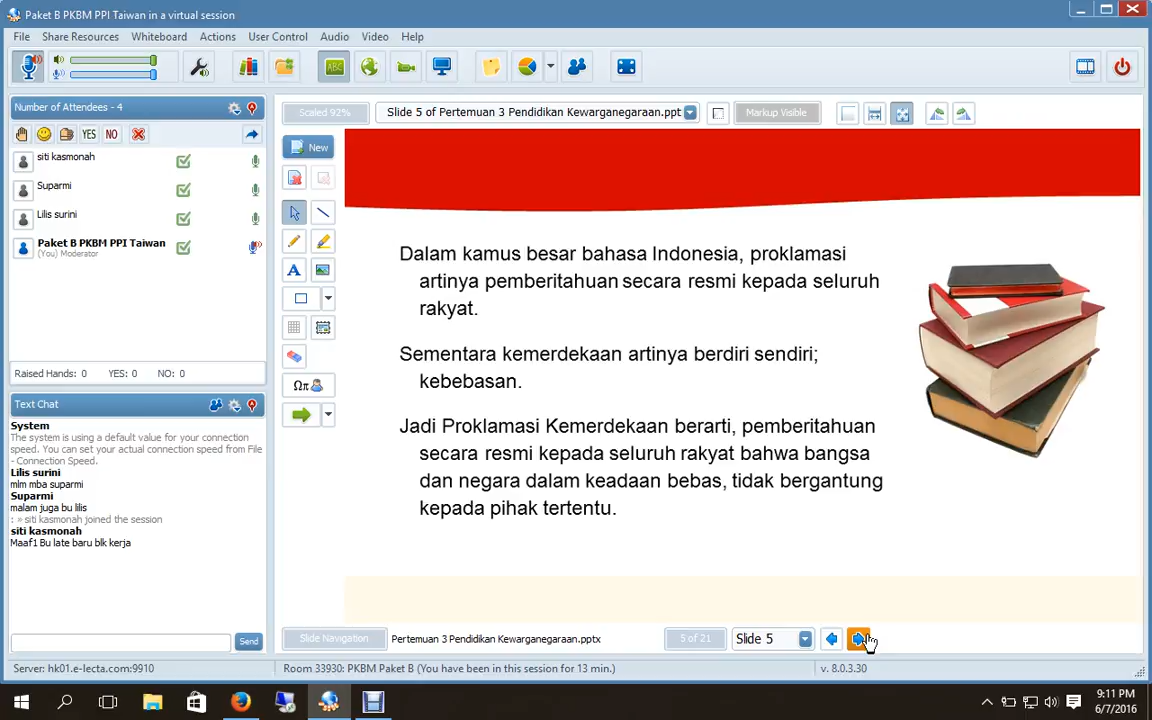 Paket B PKBM PPI Taiwan in a virtual session
File Share Resources Whiteboard Actions User Control Audio Video Help
ABC
Number of Attendees - 4
YES NO
siti kasmonah
Suparmi
Lilis surini
Paket B PKBM PPI Taiwan
(You) Moderator
Raised Hands: 0 YES: 0 NO: 0
Text Chat
System
The system is using a default value for your connection
speed. You can set your actual connection speed from File
- Connection Speed.
Lilis surini
mlm mba suparmi
Suparmi
malam juga bu lilis
: » siti kasmonah joined the session
siti kasmonah
Maaf1 Bu late baru blk kerja
Send
Scaled 92% Slide 5 of Pertemuan 3 Pendidikan Kewarganegaraan.ppt Markup Visible
New
A
Ωπ
Dalam kamus besar bahasa Indonesia, proklamasi
artinya pemberitahuan secara resmi kepada seluruh
rakyat.
Sementara kemerdekaan artinya berdiri sendiri;
kebebasan.
Jadi Proklamasi Kemerdekaan berarti, pemberitahuan
secara resmi kepada seluruh rakyat bahwa bangsa
dan negara dalam keadaan bebas, tidak bergantung
kepada pihak tertentu.
Slide Navigation Pertemuan 3 Pendidikan Kewarganegaraan.pptx 5 of 21 Slide 5
Server: hk01.e-lecta.com:9910 Room 33930: PKBM Paket B (You have been in this session for 13 min.) v. 8.0.3.30
9:11 PM
6/7/2016